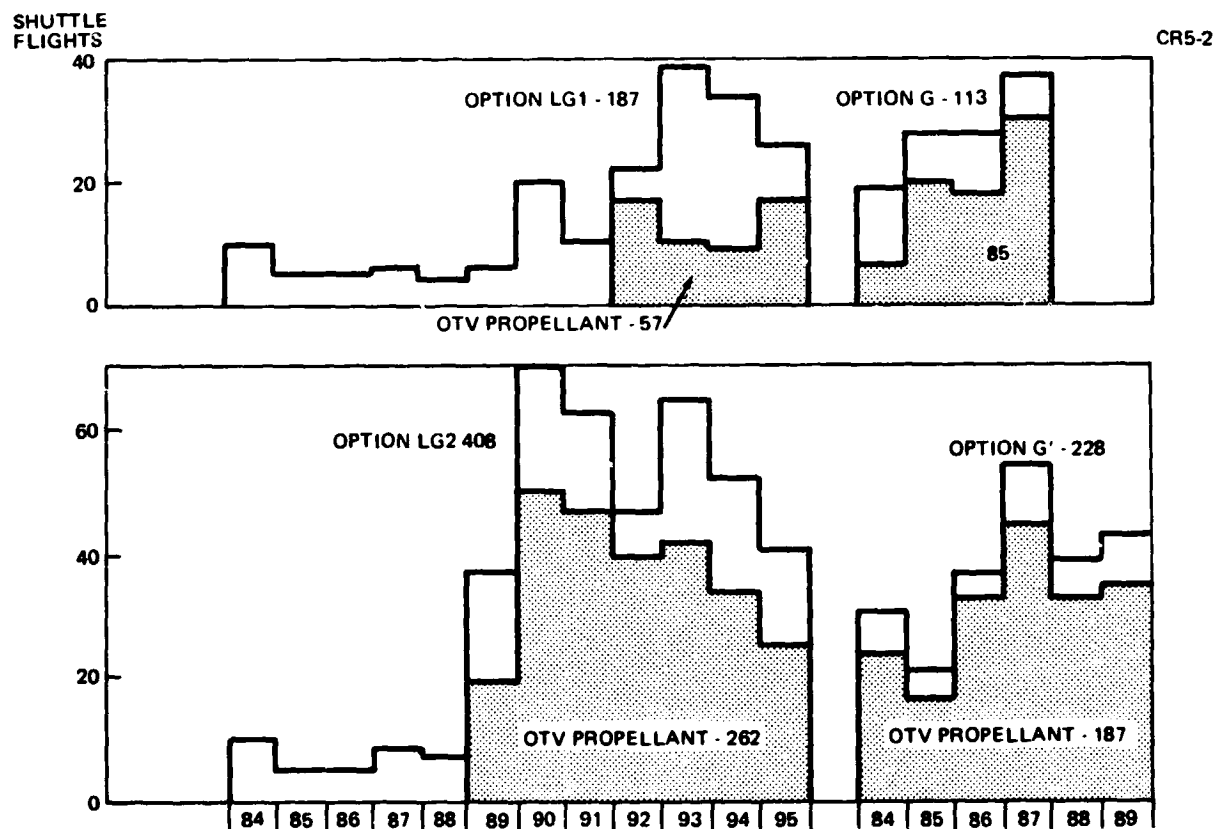 SHUTTLE
FLIGHTS
CR5-2
40
20
0
OPTION LG1 - 187
OPTION G - 113
85
OTV PROPELLANT - 57
60
40
20
0
OPTION LG2 408
OPTION G' - 228
OTV PROPELLANT - 262
OTV PROPELLANT - 187
84 85 86 87 88 89 90 91 92 93 94 95 84 85 86 87 88 89